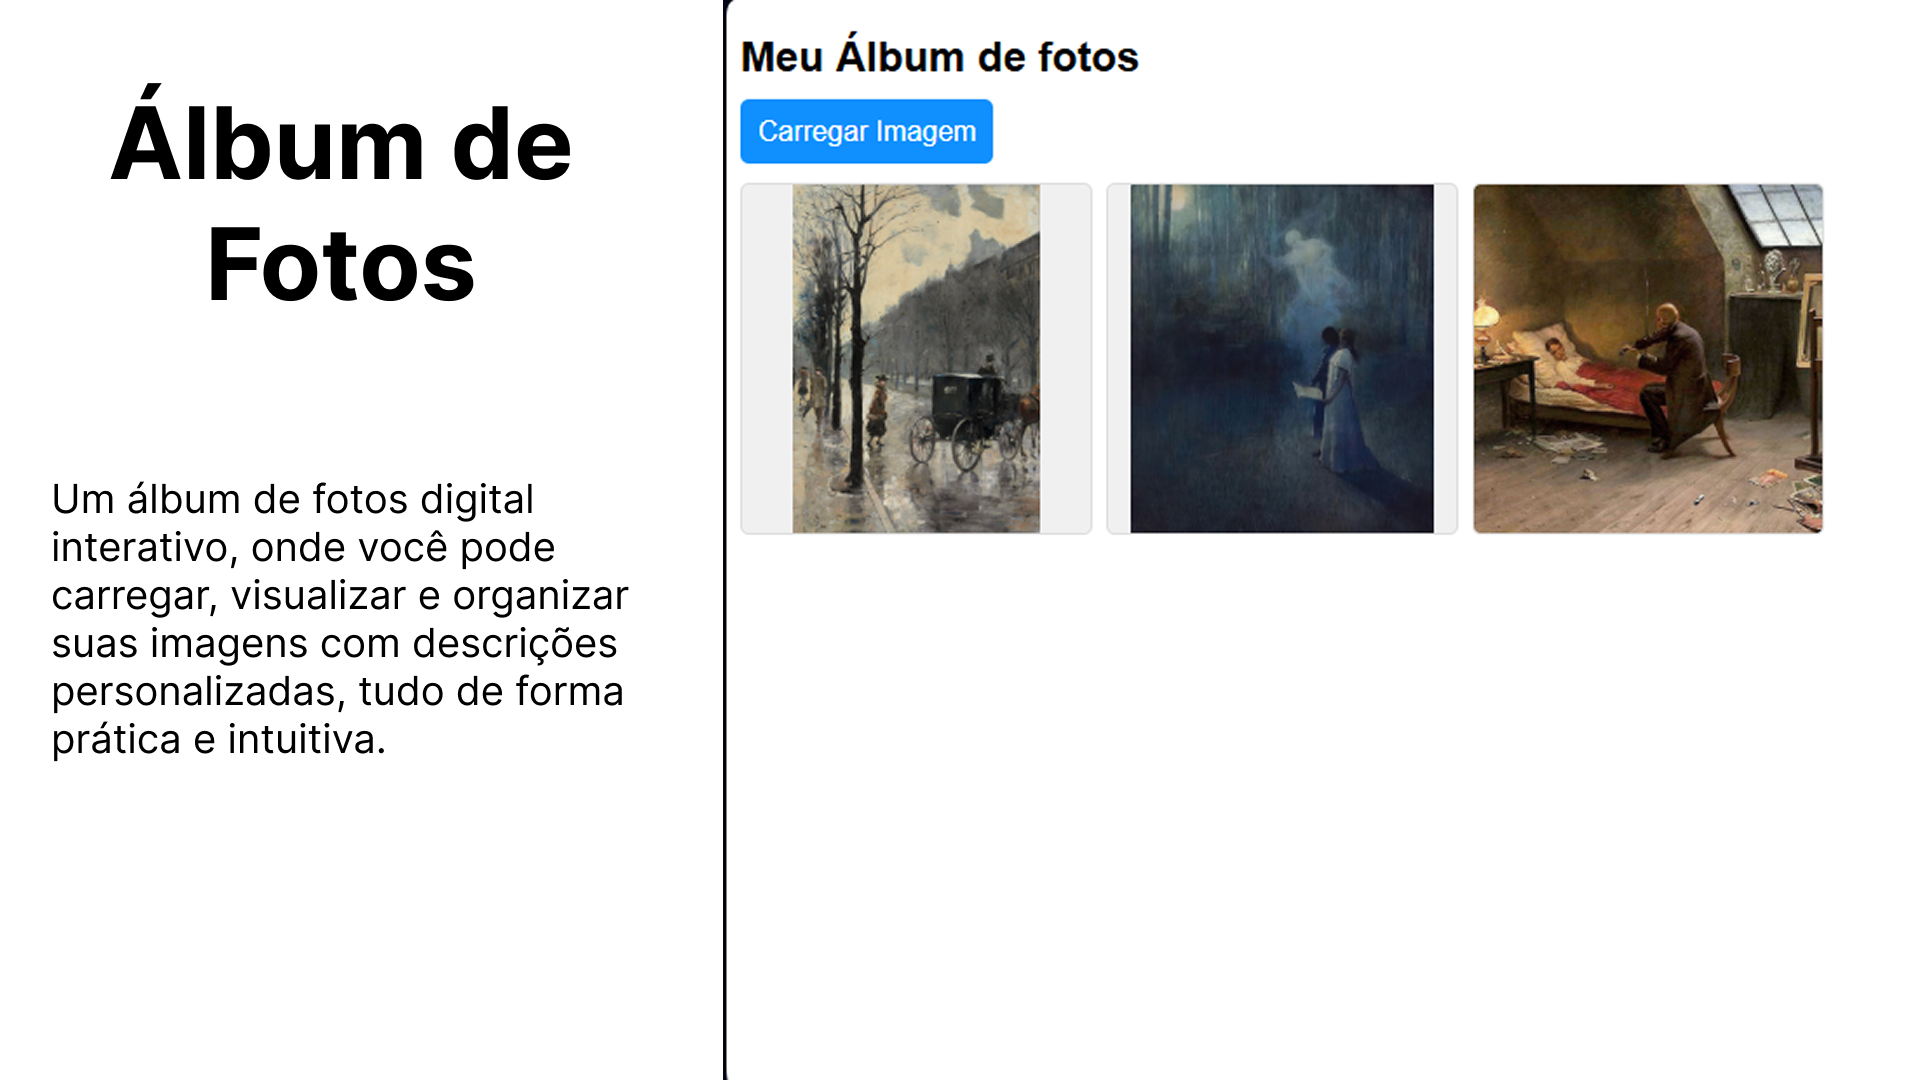 Álbum de
Fotos
Um álbum de fotos digital
interativo, onde você pode
carregar, visualizar e organizar
suas imagens com descrições
personalizadas, tudo de forma
prática e intuitiva.
Meu Álbum de fotos
Carregar Imagem